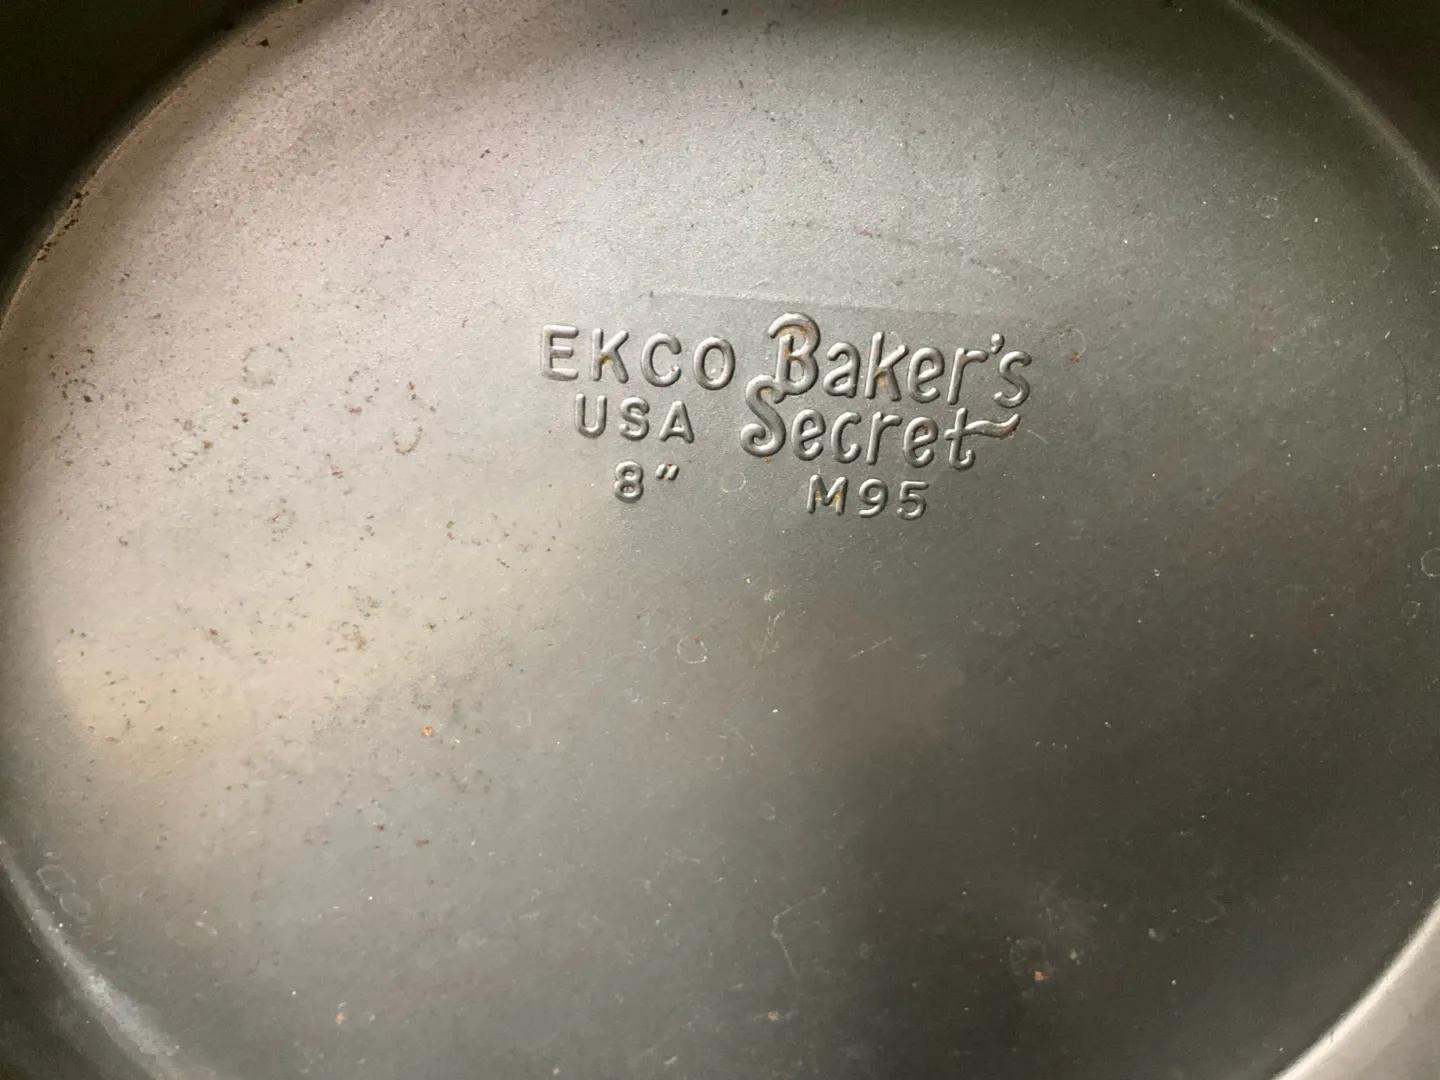 EKCO Baker's
USA Secret
8" M95